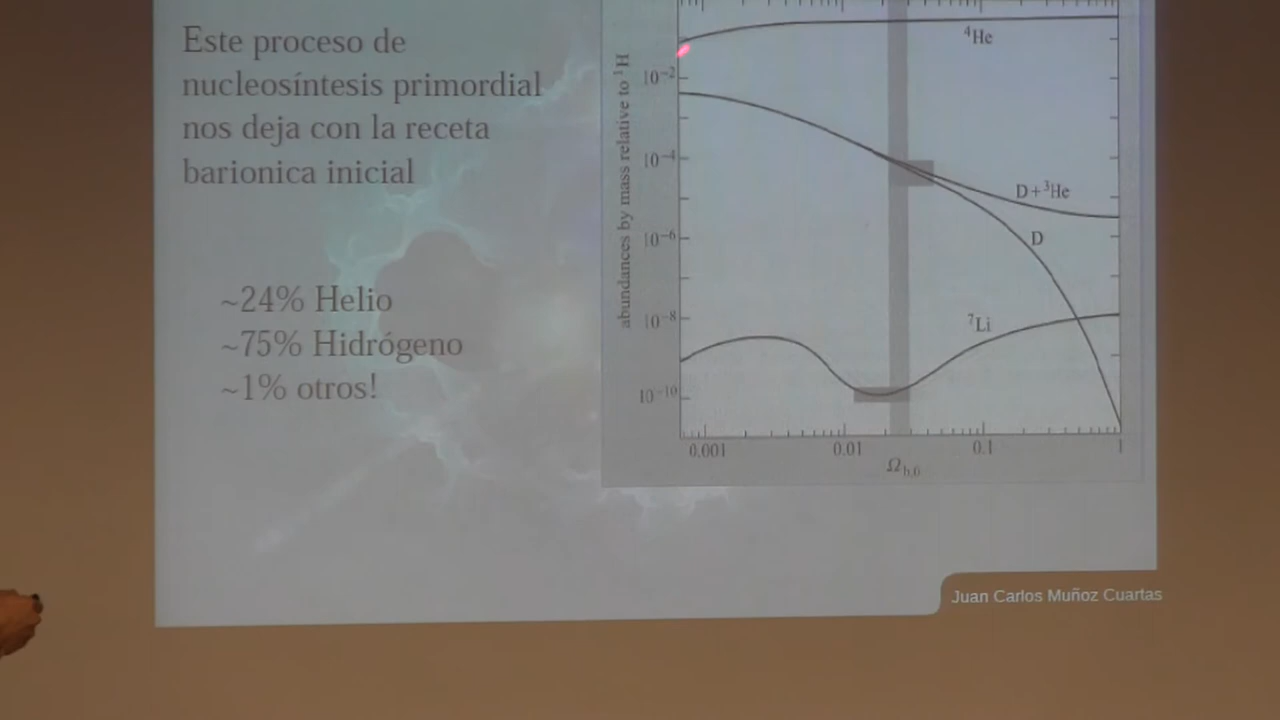 Este proceso de
nucleosíntesis primordial
nos deja con la receta
barionica inicial
~24% Helio
~75% Hidrógeno
~1% otros!
abundances by mass relative to ¹H
10⁻²
10⁻⁴
10⁻⁶
10⁻⁸
10⁻¹⁰
⁴He
D+³He
D
⁷Li
0.001
0.01
0.1
1
Ω b,0
Juan Carlos Muñoz Cuartas